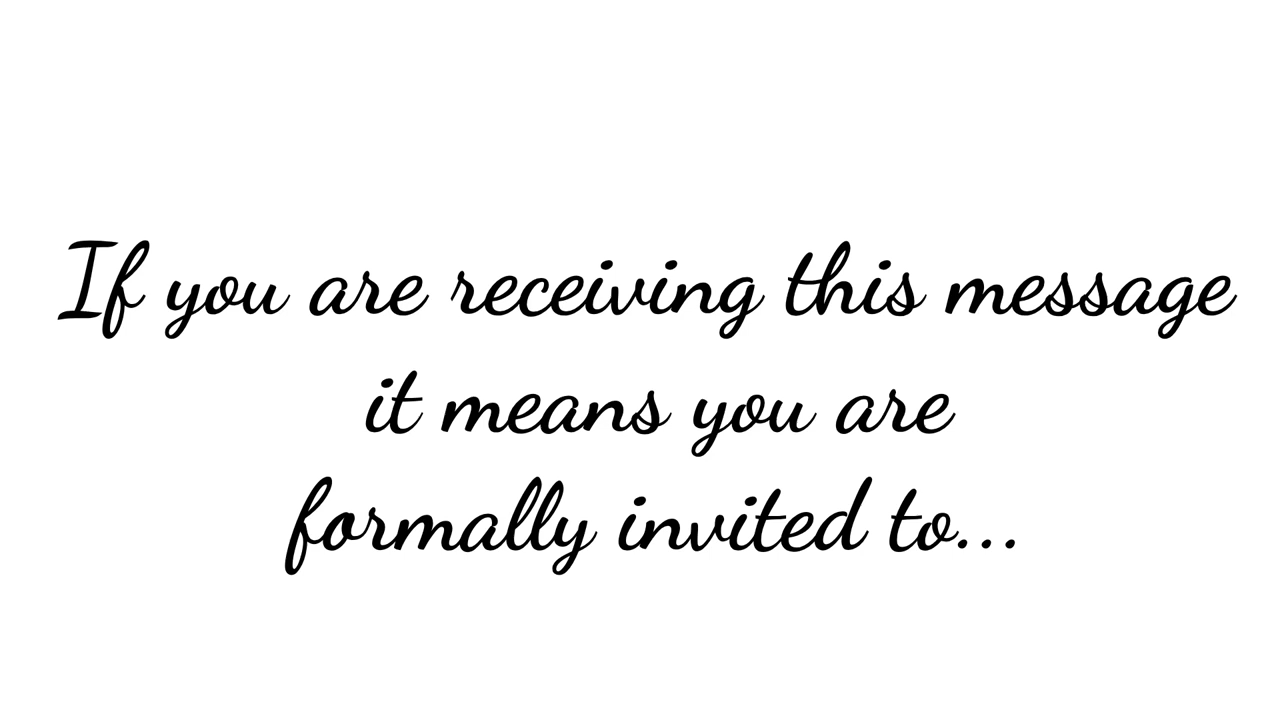 If you are receiving this message
it means you are
formally invited to...